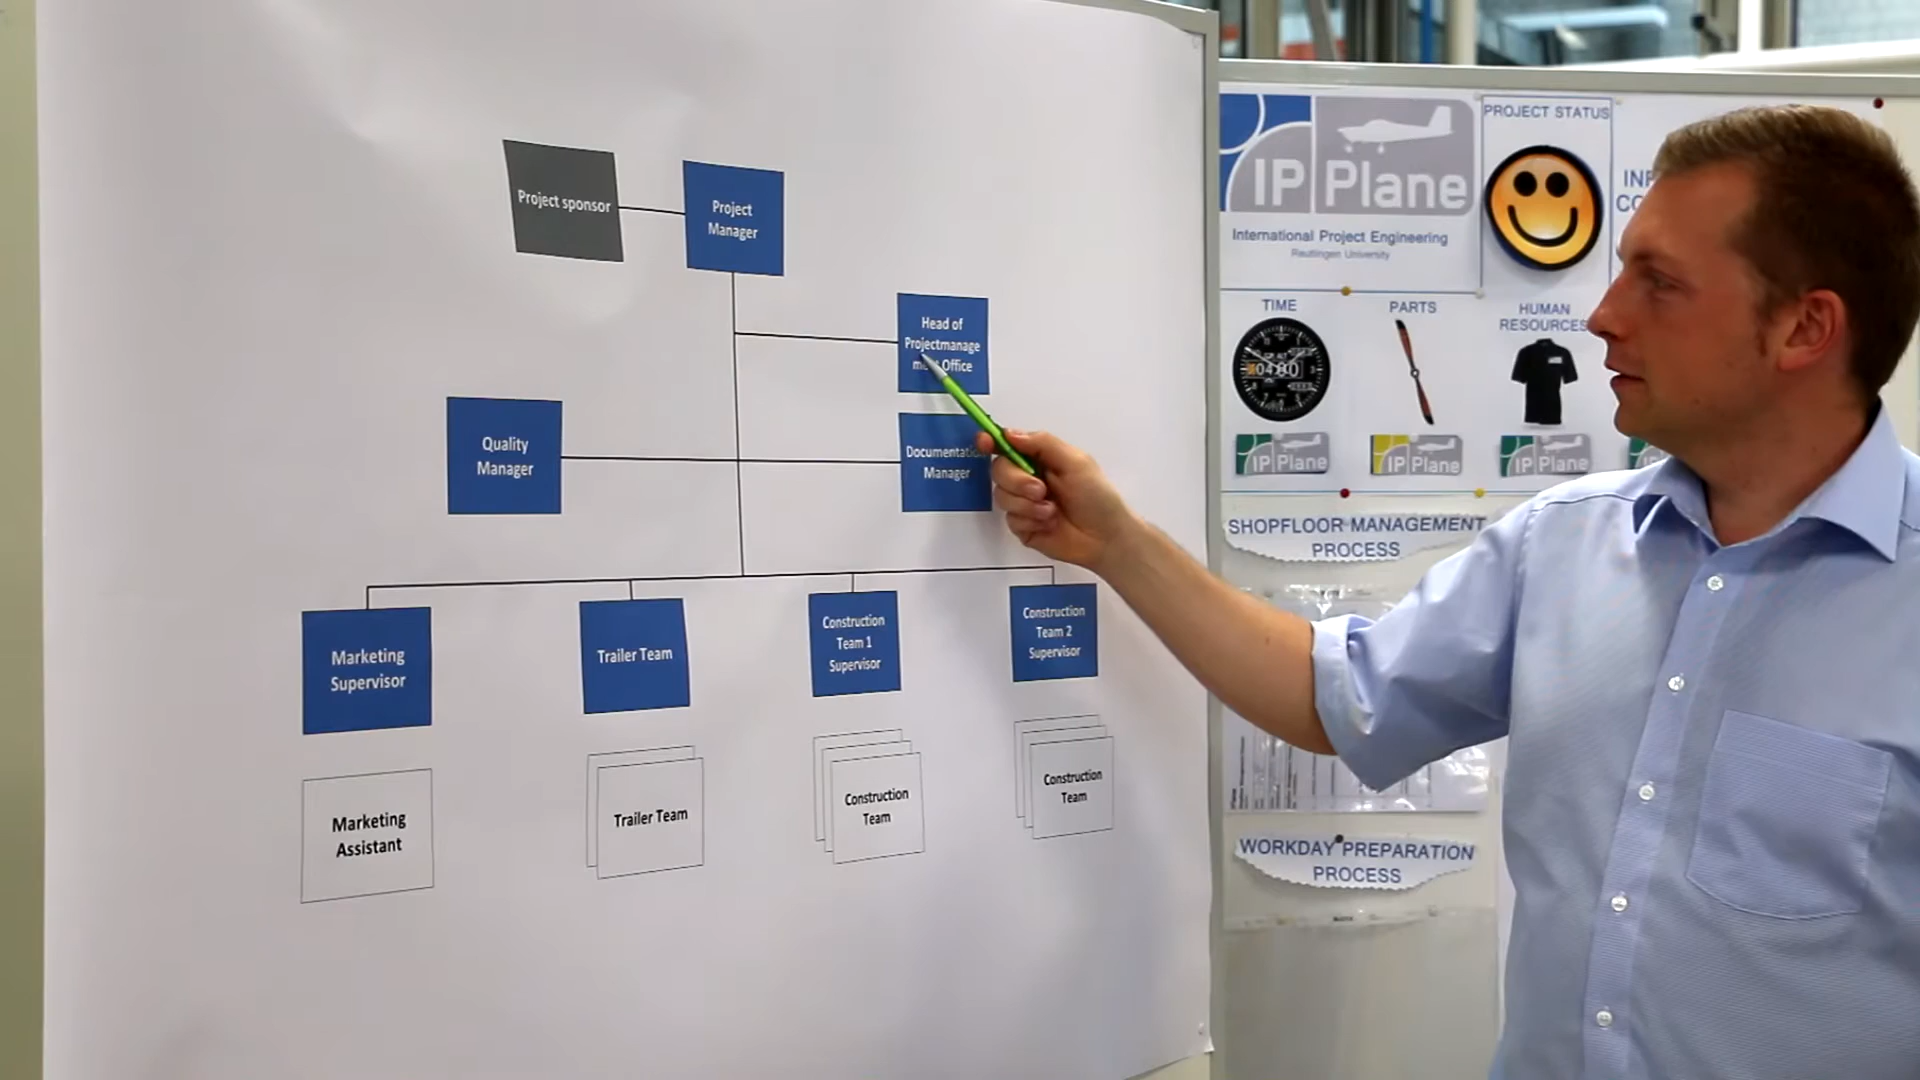 Project sponsor
Project
Manager
Head of
Projectmanage
Office
Quality
Manager
Manager
Marketing
Supervisor
Trailer Team
Construction
Team 1
Supervisor
Construction
Team 2
Supervisor
Marketing
Assistant
Trailer Team
Construction
Team
Construction
Team
IP Plane
International Project Engineering
Reutlingen University
PROJECT STATUS
TIME
PARTS
HUMAN
RESOURCES
IP Plane
IP Plane
IP Plane
SHOPFLOOR MANAGEMENT
PROCESS
WORKDAY PREPARATION
PROCESS